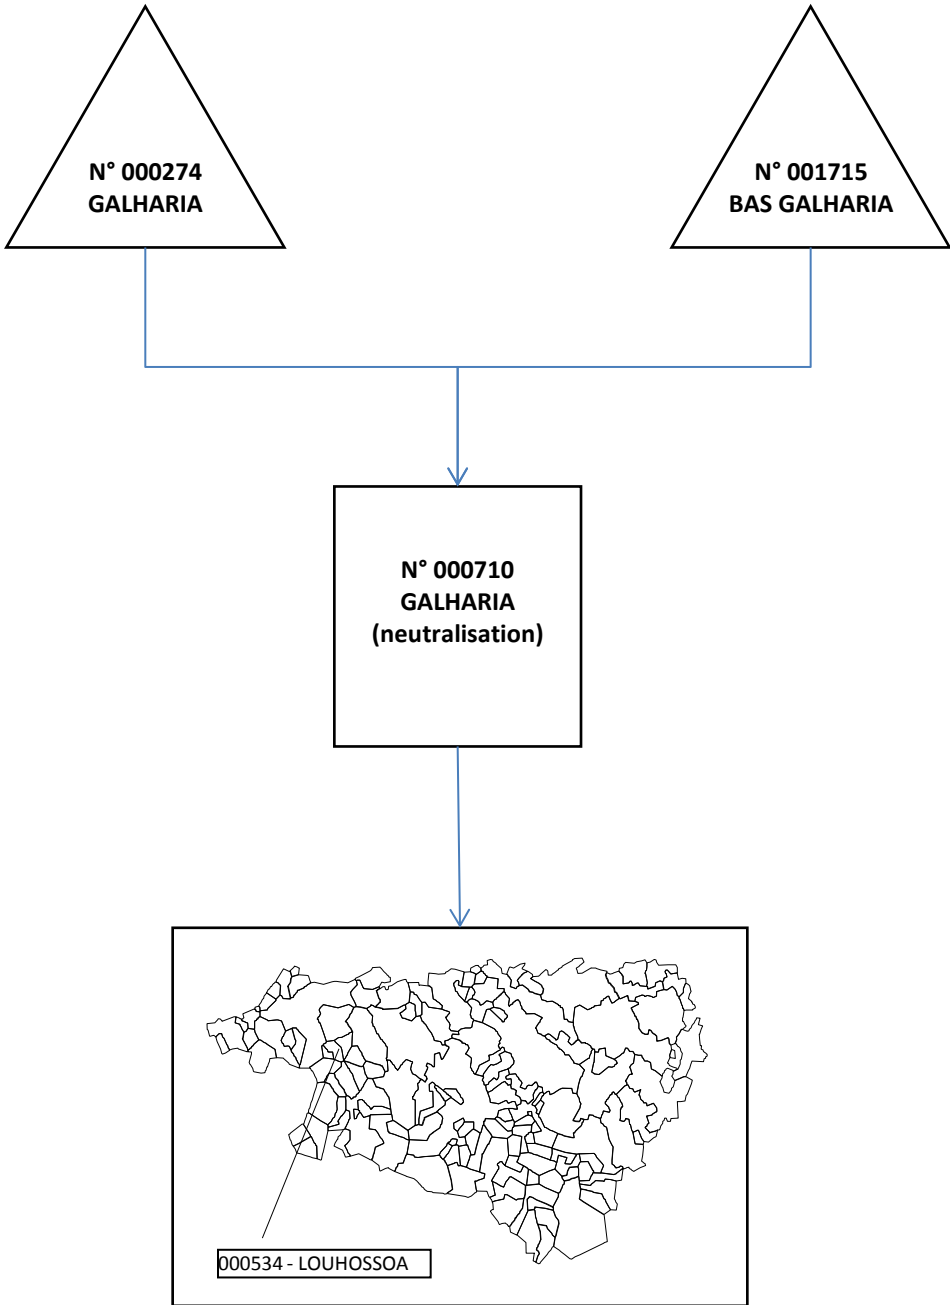 N° 000274
GALHARIA
N° 001715
BAS GALHARIA
N° 000710
GALHARIA
(neutralisation)
000534 - LOUHOSSOA